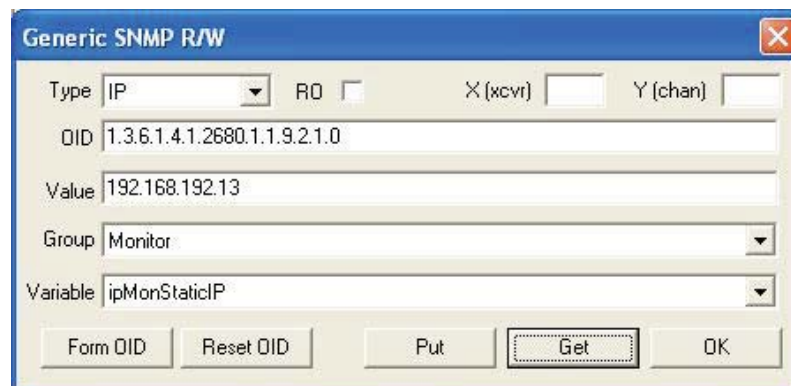 Generic SNMP R/W
Type IP RO X (xcvr) Y (chan)
OID 1.3.6.1.4.1.2680.1.1.9.2.1.0
Value 192.168.192.13
Group Monitor
Variable ipMonStaticIP
Form OID Reset OID Put Get OK